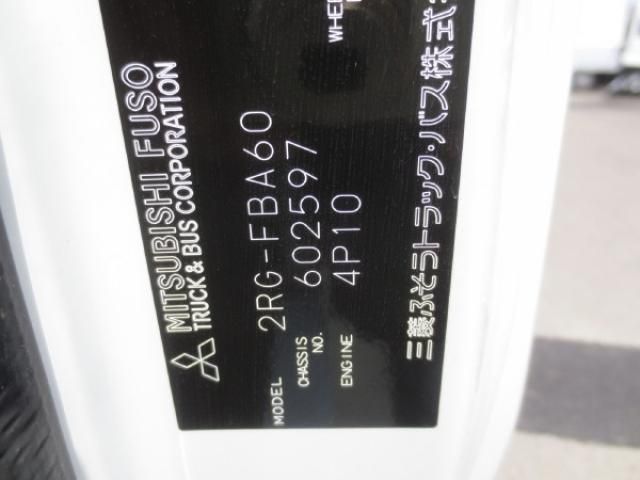 MITSUBISHI FUSO
TRUCK & BUS CORPORATION
MODEL 2RG-FBA60
CHASSIS NO. 602597
ENGINE 4P10
WHEE
三菱ふそうトラック・バス株式